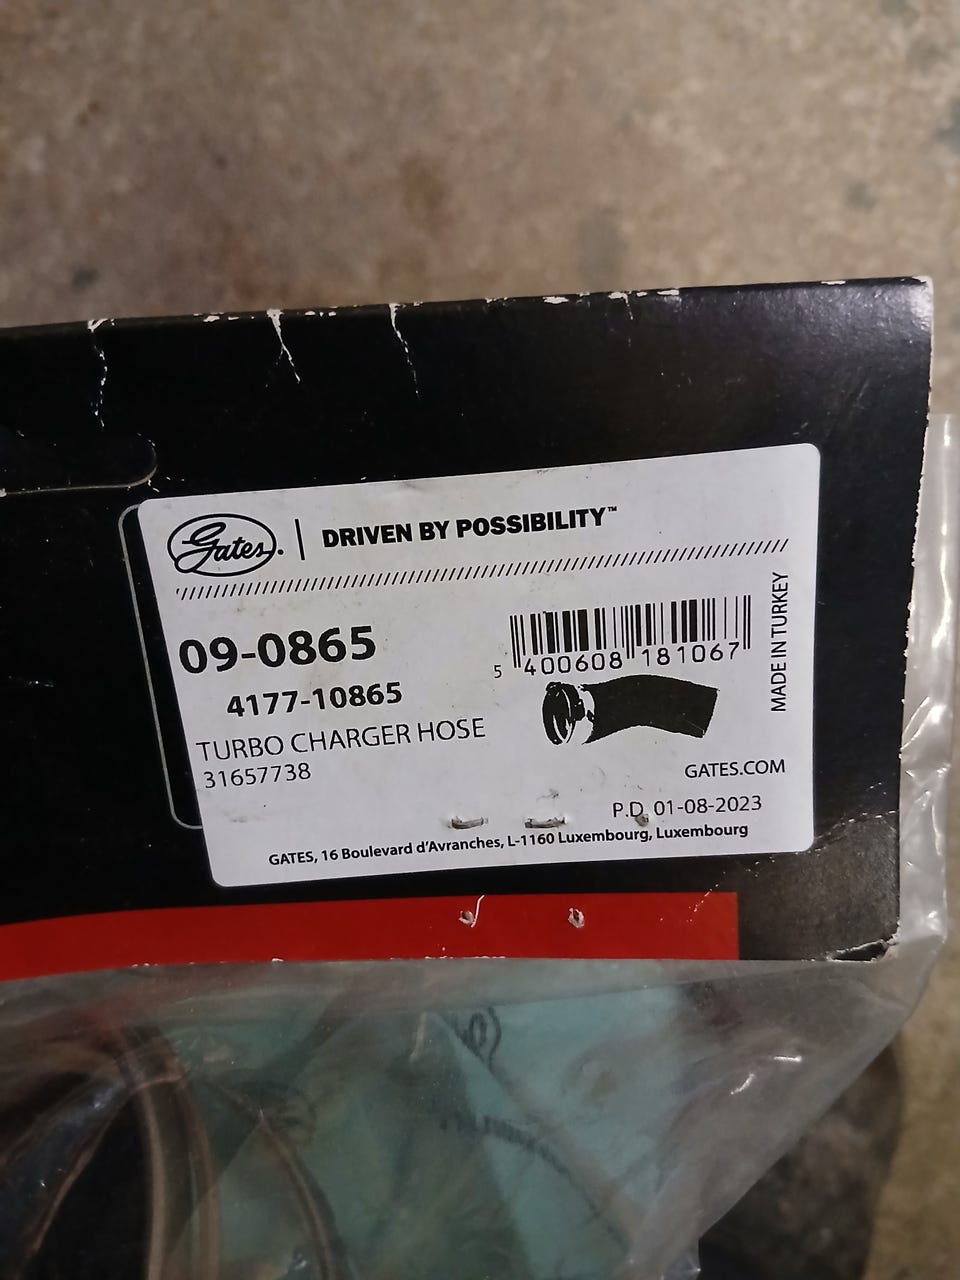 Gates. | DRIVEN BY POSSIBILITY™
09-0865
4177-10865
TURBO CHARGER HOSE
31657738
5 400608 181067
MADE IN TURKEY
GATES.COM
P.D. 01-08-2023
GATES, 16 Boulevard d'Avranches, L-1160 Luxembourg, Luxembourg